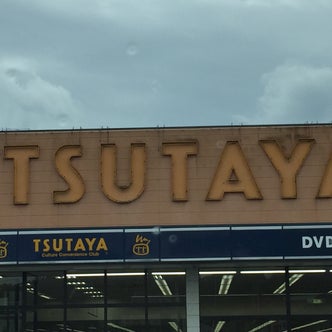 TSUTAYA
TSUTAYA
Culture Convenience Club
DVD